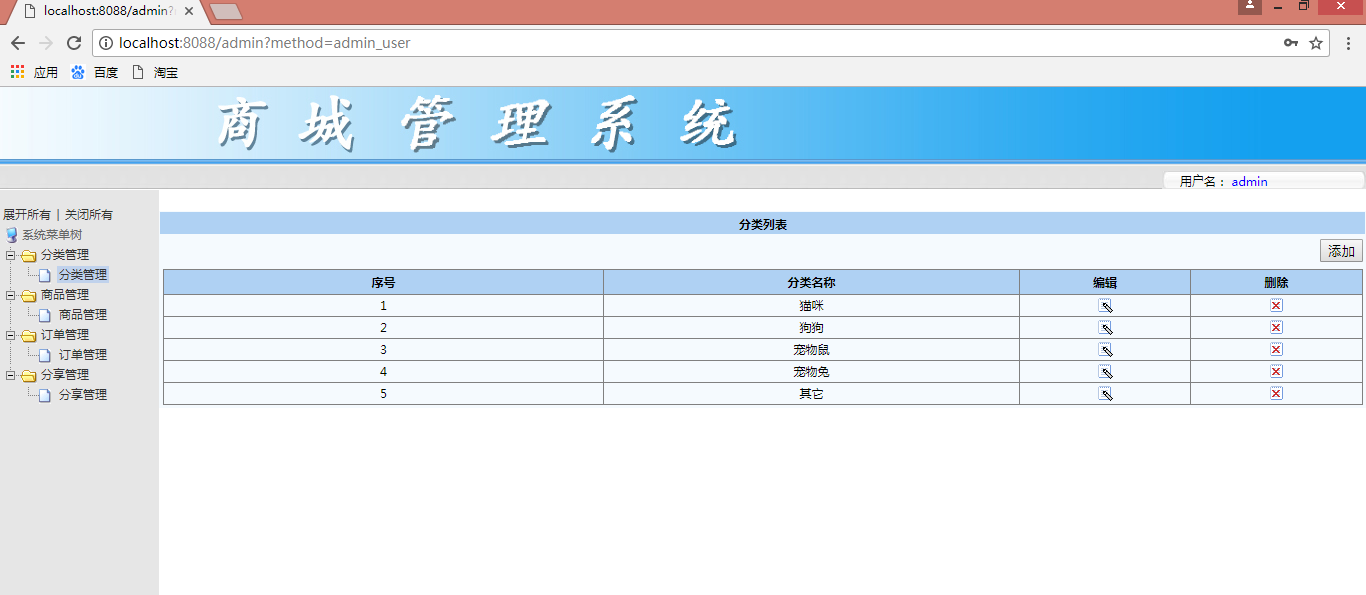 localhost:8088/admin?
localhost:8088/admin?method=admin_user
应用 百度 淘宝
商城管理系统
用户名： admin
展开所有 | 关闭所有
系统菜单树
分类管理
分类管理
商品管理
商品管理
订单管理
订单管理
分享管理
分享管理
分类列表
添加
序号 分类名称 编辑 删除
1 猫咪
2 狗狗
3 宠物鼠
4 宠物兔
5 其它